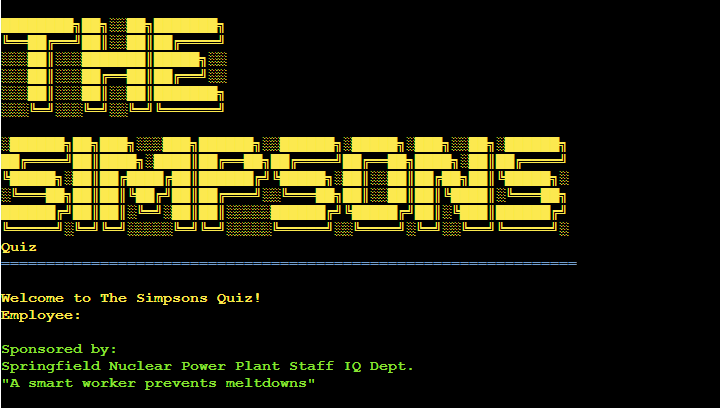 THE
SIMPSONS
Quiz
Welcome to The Simpsons Quiz!
Employee:
Sponsored by:
Springfield Nuclear Power Plant Staff IQ Dept.
"A smart worker prevents meltdowns"